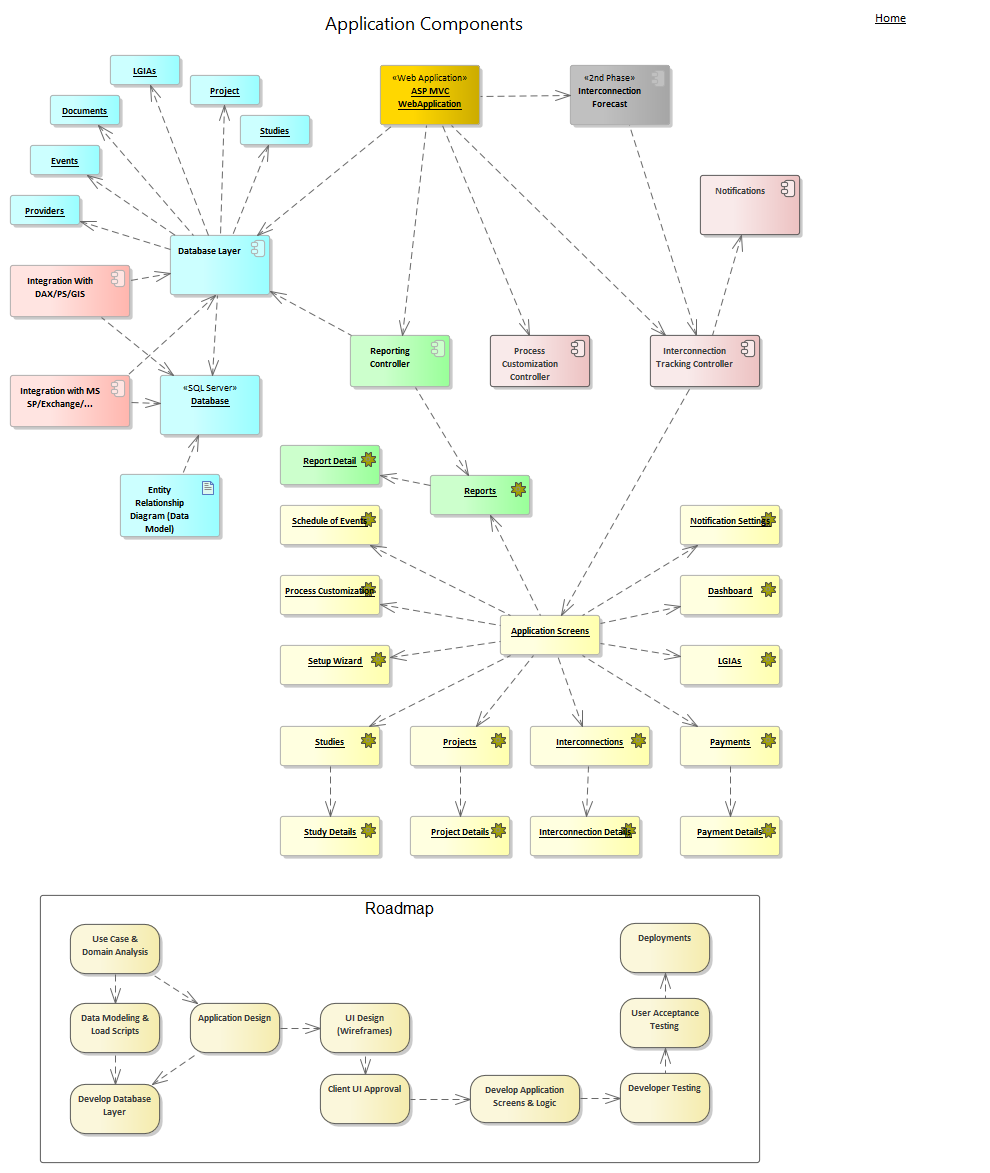 Application Components
Home
LGIAs
Project
Documents
Studies
Events
Providers
«Web Application»
ASP MVC
WebApplication
«2nd Phase»
Interconnection
Forecast
Notifications
Database Layer
Integration With
DAX/PS/GIS
Integration with MS
SP/Exchange/...
«SQL Server»
Database
Entity
Relationship
Diagram (Data
Model)
Reporting
Controller
Process
Customization
Controller
Interconnection
Tracking Controller
Report Detail
Reports
Schedule of Events
Notification Settings
Process Customization
Dashboard
Application Screens
Setup Wizard
LGIAs
Studies
Projects
Interconnections
Payments
Study Details
Project Details
Interconnection Details
Payment Details
Roadmap
Use Case &
Domain Analysis
Deployments
Data Modeling &
Load Scripts
Application Design
UI Design
(Wireframes)
User Acceptance
Testing
Develop Database
Layer
Client UI Approval
Develop Application
Screens & Logic
Developer Testing